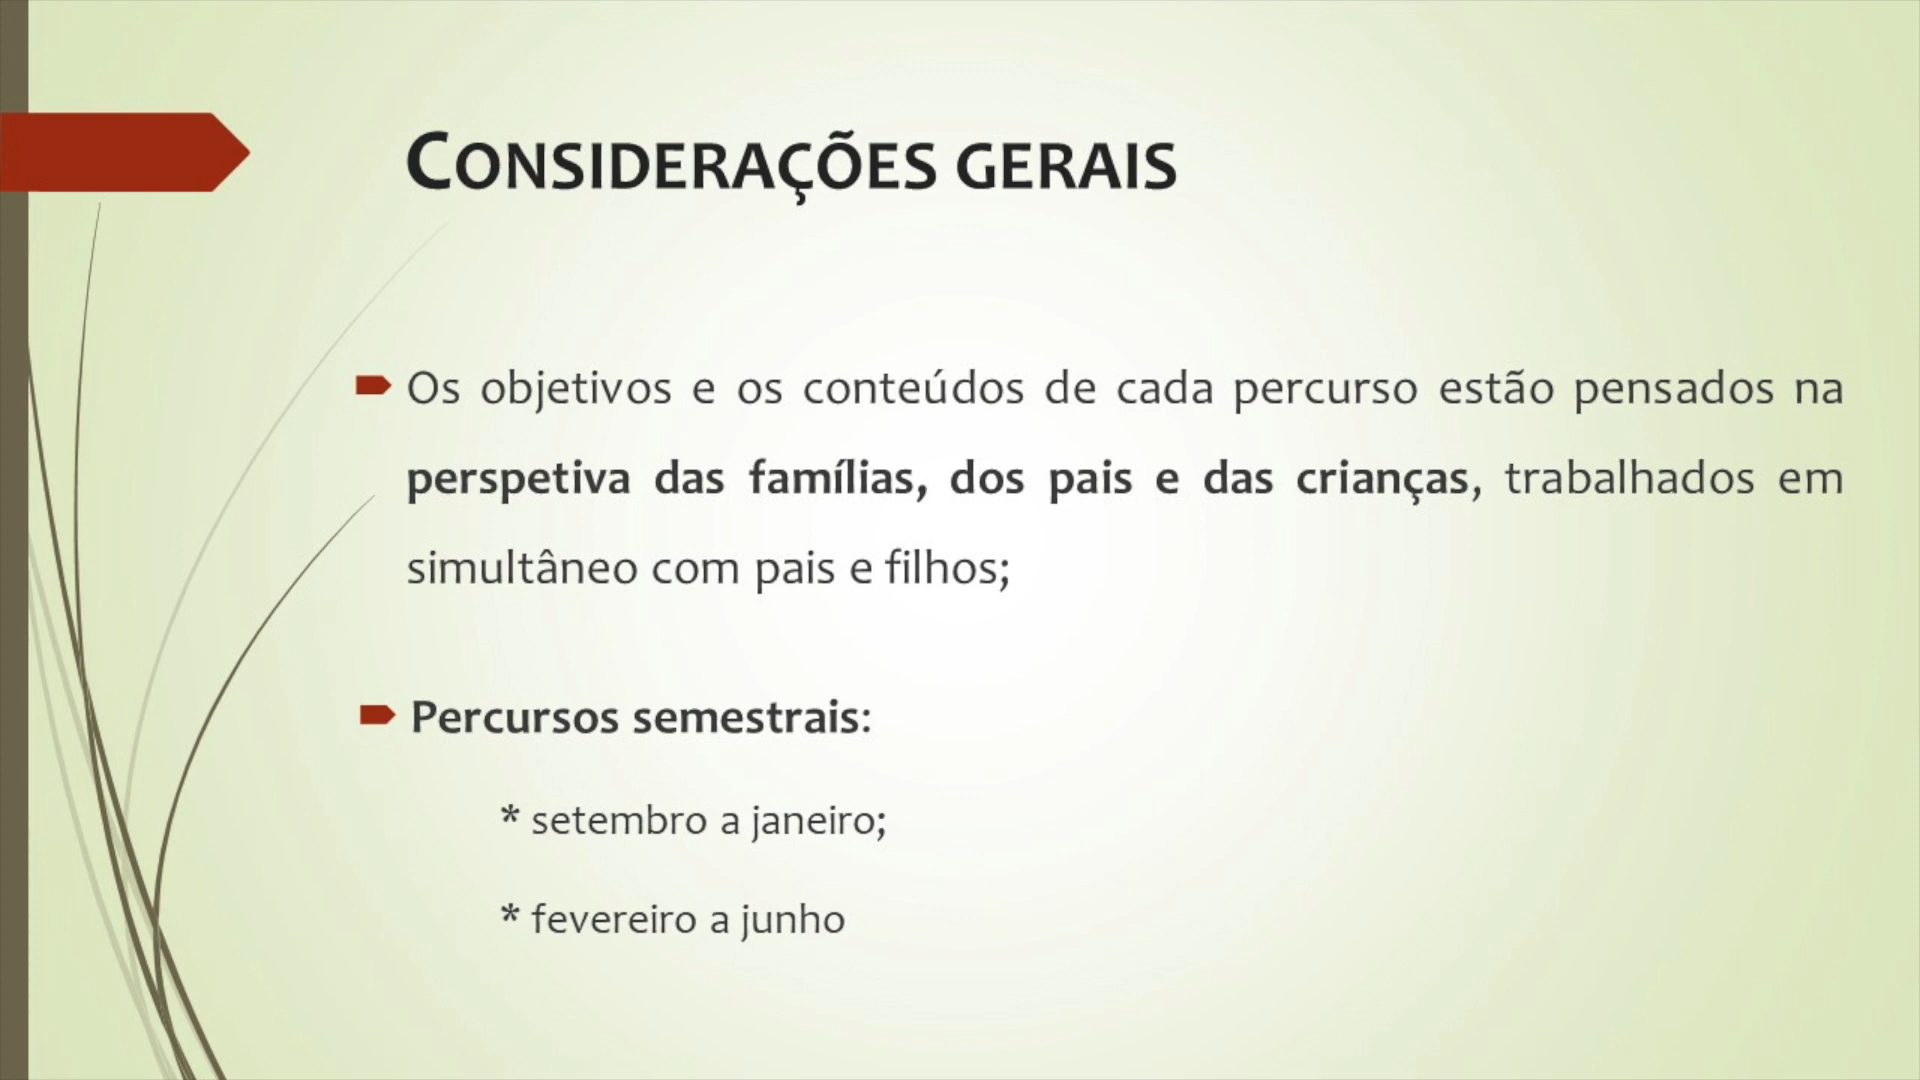 CONSIDERAÇÕES GERAIS
Os objetivos e os conteúdos de cada percurso estão pensados na
perspetiva das famílias, dos pais e das crianças, trabalhados em
simultâneo com pais e filhos;
Percursos semestrais:
* setembro a janeiro;
* fevereiro a junho